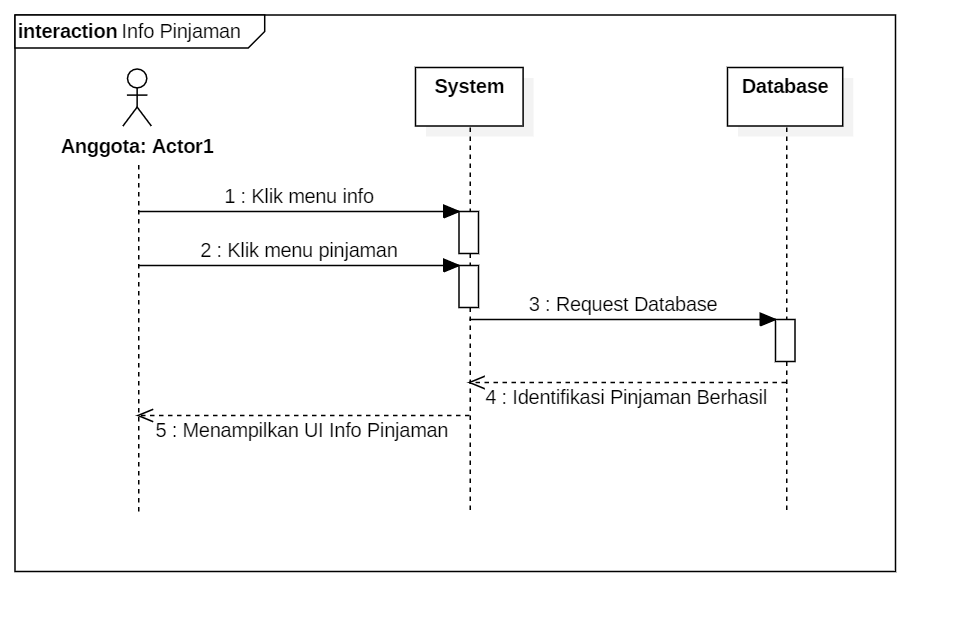 interaction Info Pinjaman
System
Database
Anggota: Actor1
1 : Klik menu info
2 : Klik menu pinjaman
3 : Request Database
4 : Identifikasi Pinjaman Berhasil
5 : Menampilkan UI Info Pinjaman